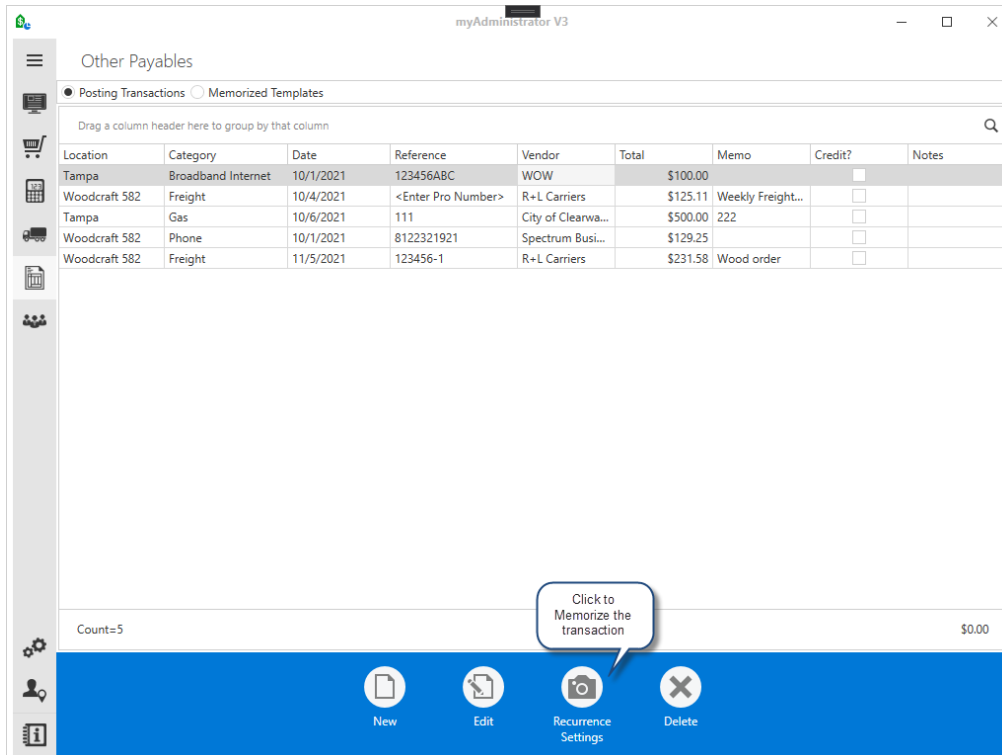 myAdministrator V3
Other Payables
Posting Transactions Memorized Templates
Drag a column header here to group by that column
Location Category Date Reference Vendor Total Memo Credit? Notes
Tampa Broadband Internet 10/1/2021 123456ABC WOW $100.00
Woodcraft 582 Freight 10/4/2021 <Enter Pro Number> R+L Carriers $125.11 Weekly Freight...
Tampa Gas 10/6/2021 111 City of Clearwa... $500.00 222
Woodcraft 582 Phone 10/1/2021 8122321921 Spectrum Busi... $129.25
Woodcraft 582 Freight 11/5/2021 123456-1 R+L Carriers $231.58 Wood order
Click to
Memorize the
transaction
Count=5 $0.00
New Edit Recurrence Settings Delete